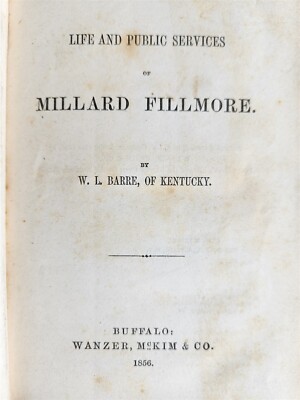 LIFE AND PUBLIC SERVICES
OF
MILLARD FILLMORE.
BY
W. L. BARRE, OF KENTUCKY.
BUFFALO:
WANZER, McKIM & CO.
1856.